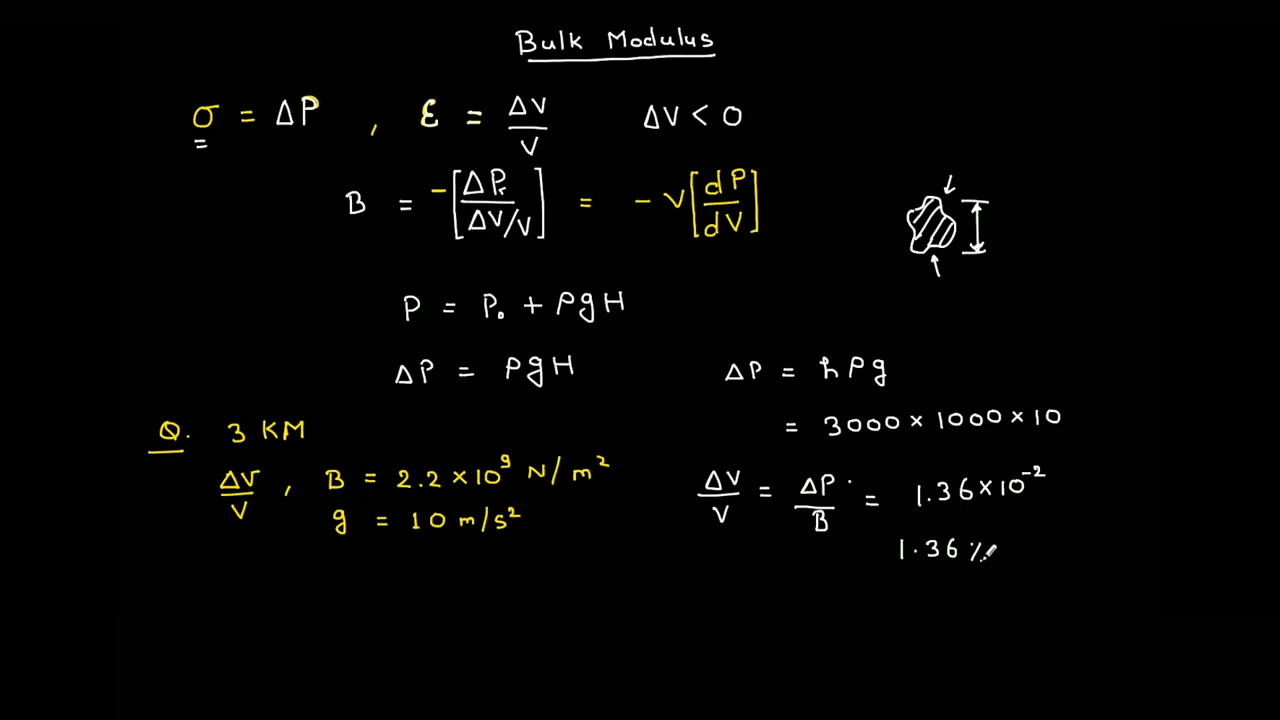 Bulk Modulus
σ = ΔP , ε = ΔV/V ΔV < 0
B = -[ΔP/ΔV/V] = - V[dP/dV]
P = P₀ + ρgH
ΔP = ρgH
ΔP = hρg
= 3000 × 1000 × 10
Q. 3 KM
ΔV/V , B = 2.2 × 10⁹ N/m²
g = 10 m/s²
ΔV/V = ΔP/B = 1.36 × 10⁻²
1.36 %